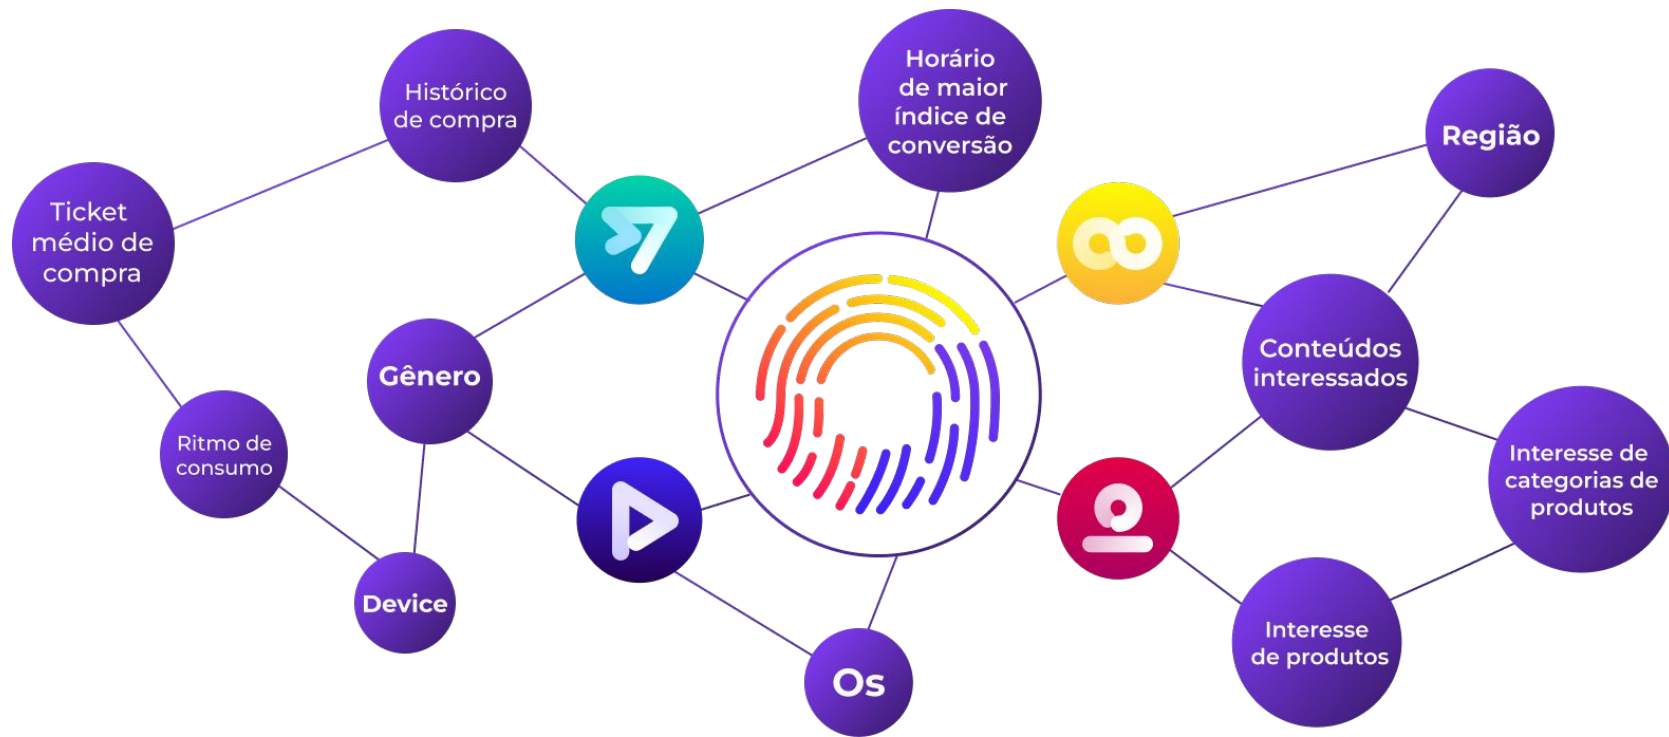 Histórico
de compra
Horário
de maior
índice de
conversão
Região
Ticket
médio de
compra
Gênero
Conteúdos
interessados
Ritmo de
consumo
Interesse de
categorias de
produtos
Device
Interesse
de produtos
Os